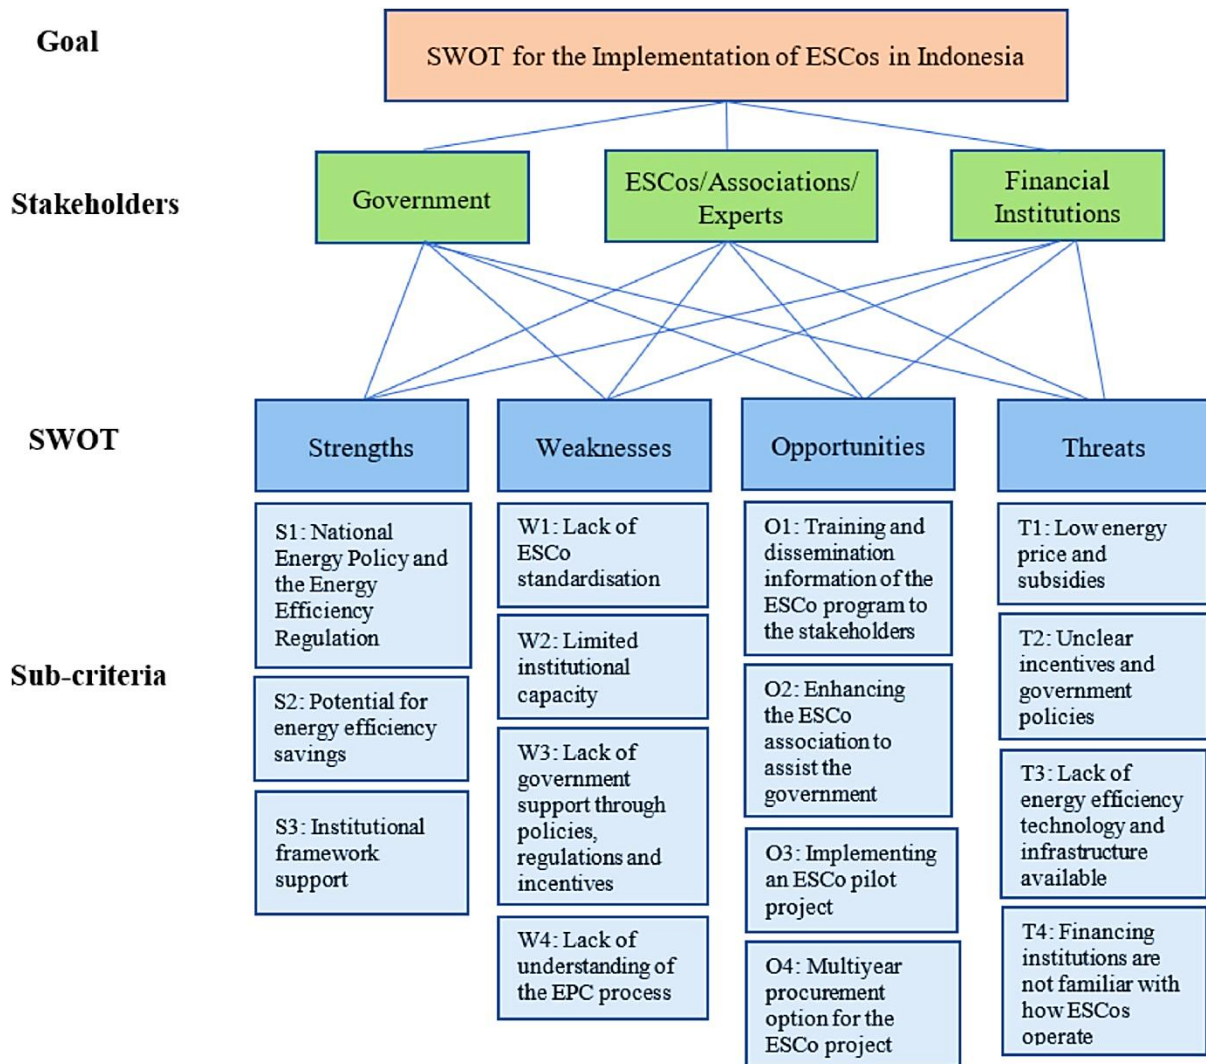 Goal
SWOT for the Implementation of ESCos in Indonesia
Stakeholders
Government
ESCos/Associations/
Experts
Financial
Institutions
SWOT
Strengths
Weaknesses
Opportunities
Threats
Sub-criteria
S1: National
Energy Policy and
the Energy
Efficiency
Regulation
S2: Potential for
energy efficiency
savings
S3: Institutional
framework
support
W1: Lack of
ESCo
standardisation
W2: Limited
institutional
capacity
W3: Lack of
government
support through
policies,
regulations and
incentives
W4: Lack of
understanding of
the EPC process
O1: Training and
dissemination
information of the
ESCo program to
the stakeholders
O2: Enhancing
the ESCo
association to
assist the
government
O3: Implementing
an ESCo pilot
project
O4: Multiyear
procurement
option for the
ESCo project
T1: Low energy
price and
subsidies
T2: Unclear
incentives and
government
policies
T3: Lack of
energy efficiency
technology and
infrastructure
available
T4: Financing
institutions are
not familiar with
how ESCos
operate